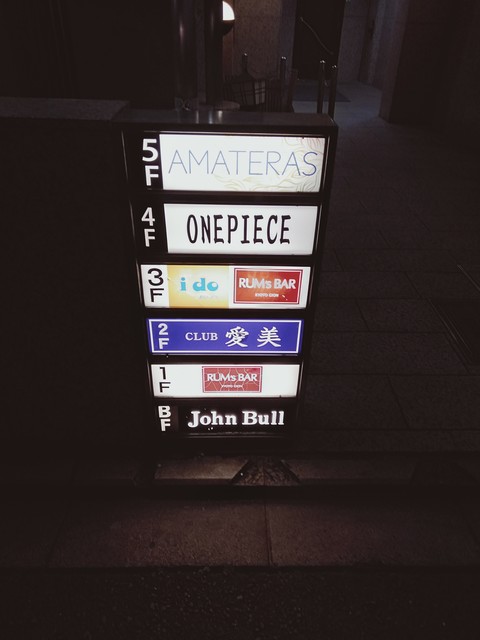 5F AMATERAS
4F ONEPIECE
3F i do RUM's BAR
2F CLUB 愛美
1F RUM's BAR
BF John Bull